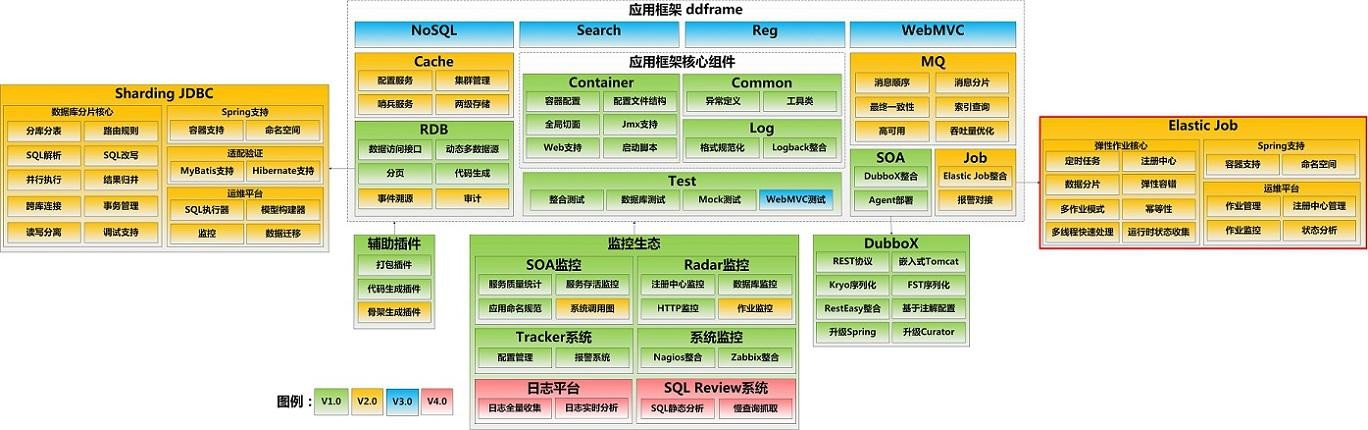 应用框架 ddframe
NoSQL
Search
Reg
WebMVC
Cache
配置服务
集群管理
哨兵服务
两级存储
RDB
数据访问接口
动态多数据源
分页
代码生成
事件溯源
审计
应用框架核心组件
Container
容器配置
配置文件结构
全局切面
Jmx支持
Web支持
启动脚本
Common
异常定义
工具类
Log
格式规范化
Logback整合
Test
整合测试
数据库测试
Mock测试
WebMVC测试
MQ
消息顺序
消息分片
最终一致性
索引查询
高可用
吞吐量优化
SOA
DubboX整合
Agent部署
Job
Elastic Job整合
报警对接
Sharding JDBC
数据库分片核心
分库分表
路由规则
SQL解析
SQL改写
并行执行
结果归并
跨库连接
事务管理
读写分离
调试支持
Spring支持
容器支持
命名空间
适配验证
MyBatis支持
Hibernate支持
运维平台
SQL执行器
模型构建器
监控
数据迁移
Elastic Job
弹性作业核心
定时任务
注册中心
数据分片
弹性容错
多作业模式
幂等性
多线程快速处理
运行时状态收集
Spring支持
容器支持
命名空间
运维平台
作业管理
注册中心管理
作业监控
状态分析
辅助插件
打包插件
代码生成插件
骨架生成插件
监控生态
SOA监控
服务质量统计
服务存活监控
应用命名规范
系统调用图
Radar监控
注册中心监控
数据库监控
HTTP监控
作业监控
Tracker系统
配置管理
报警系统
系统监控
Nagios整合
Zabbix整合
日志平台
日志全量收集
日志实时分析
SQL Review系统
SQL静态分析
慢查询抓取
DubboX
REST协议
嵌入式Tomcat
Kryo序列化
FST序列化
RestEasy整合
基于注解配置
升级Spring
升级Curator
图例：
V1.0
V2.0
V3.0
V4.0